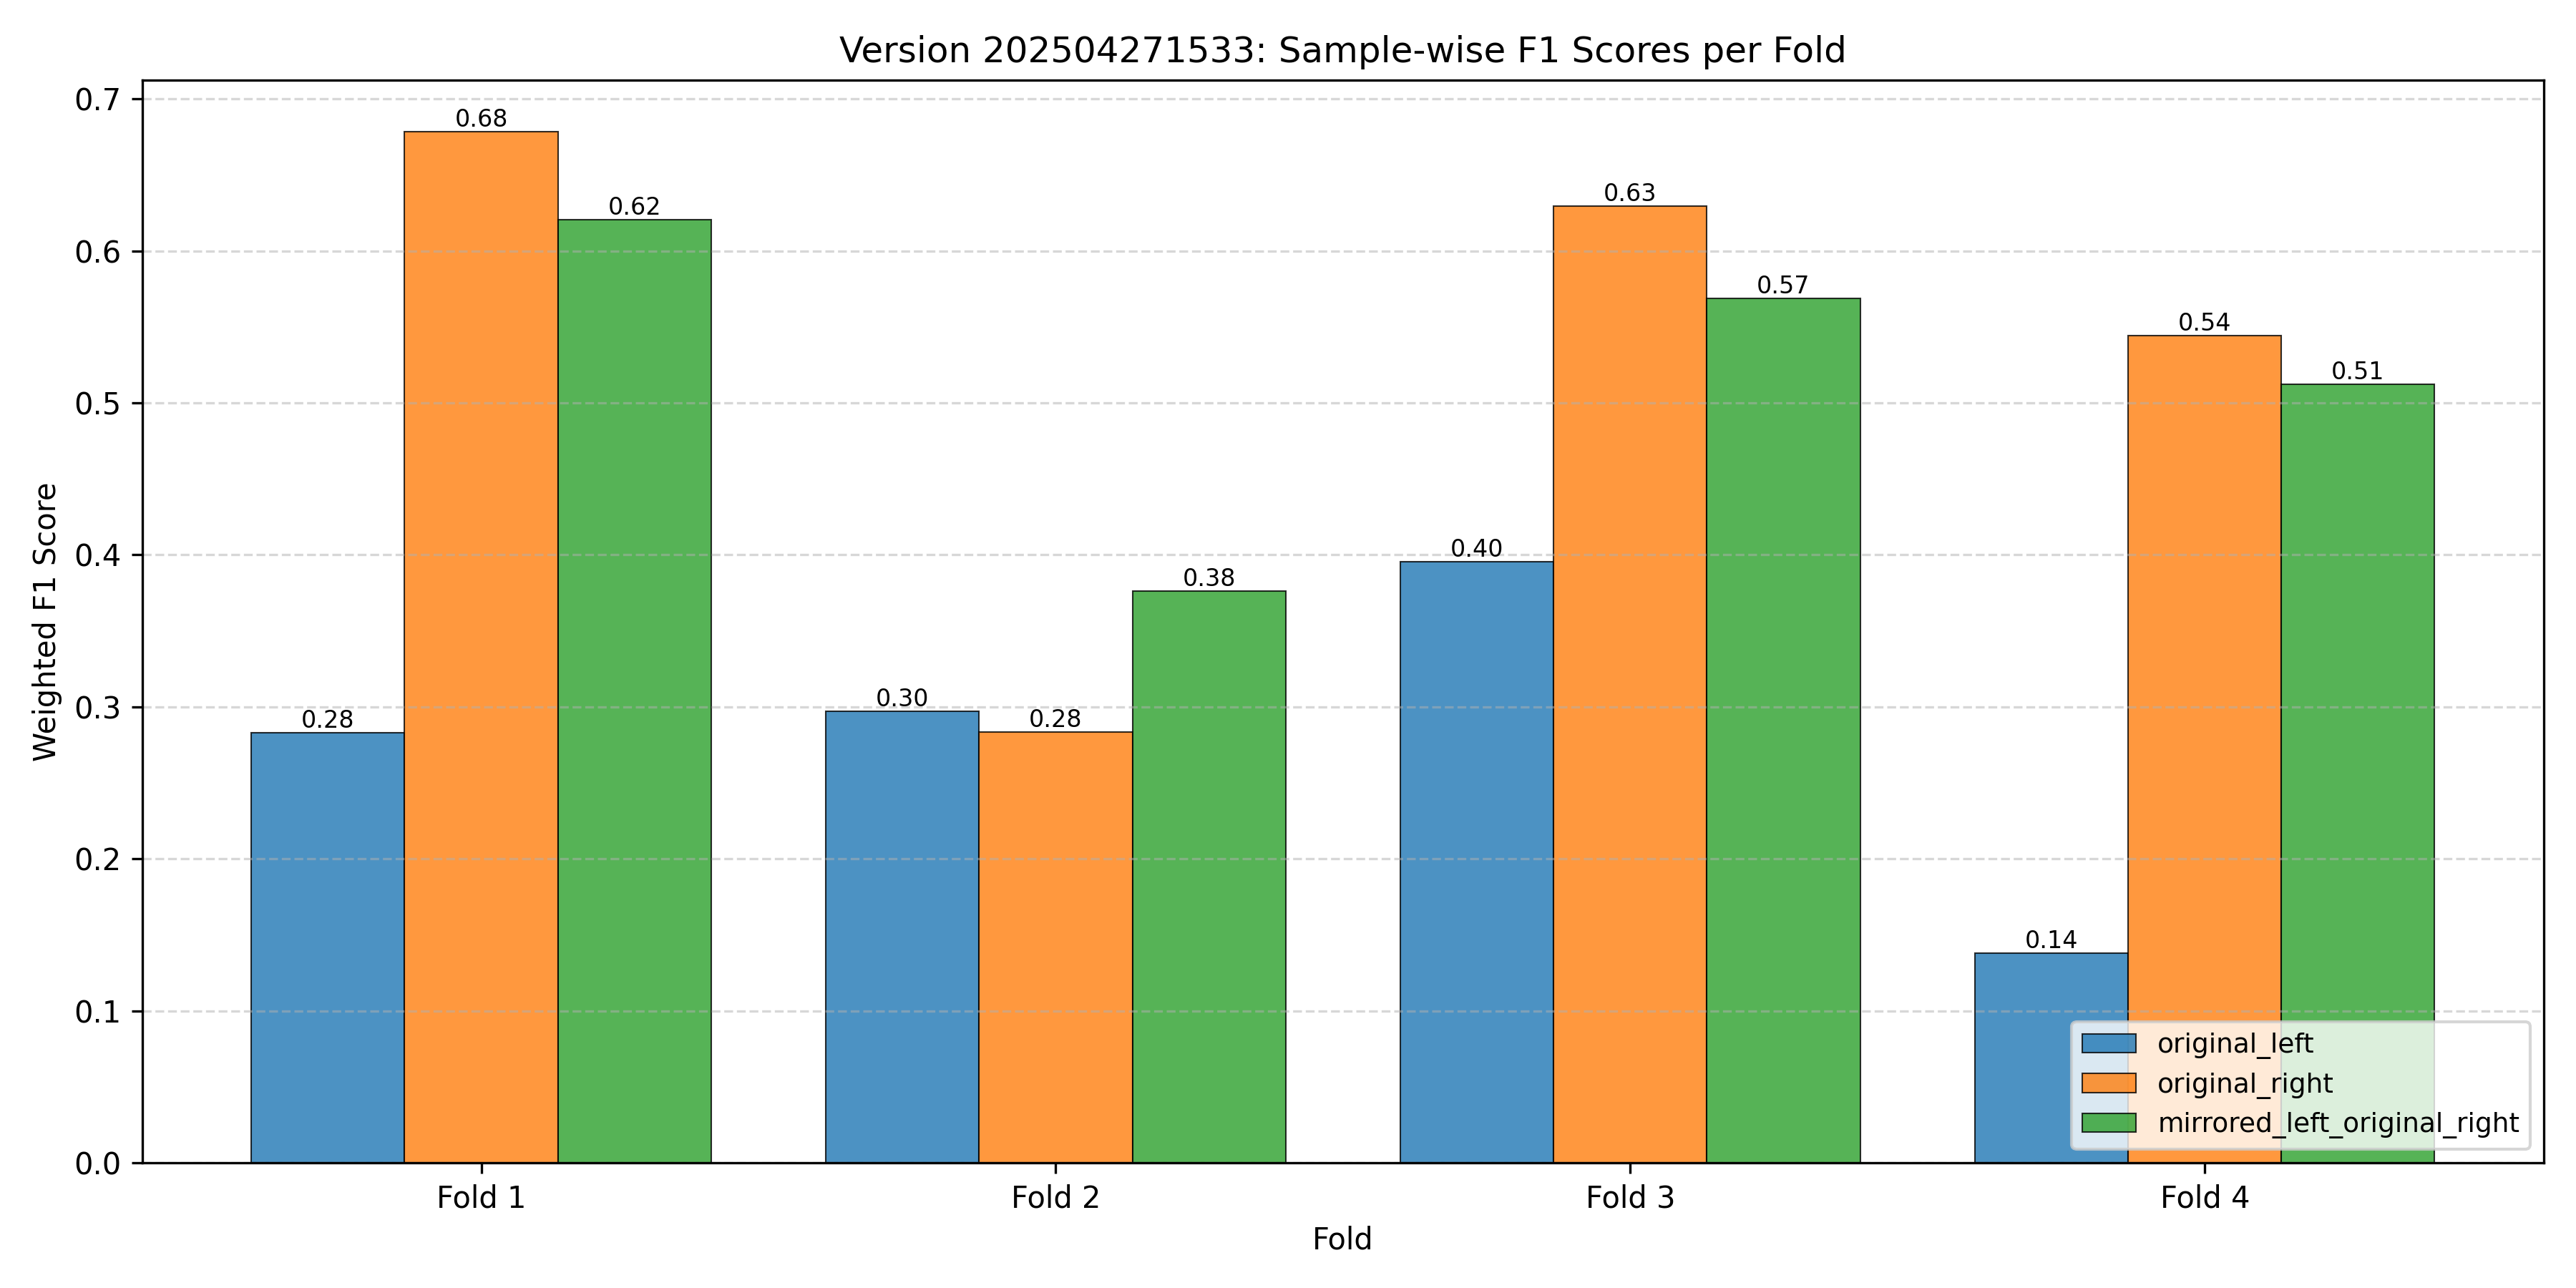 Version 202504271533: Sample-wise F1 Scores per Fold
Weighted F1 Score
0.7
0.6
0.5
0.4
0.3
0.2
0.1
0.0
0.28
0.68
0.62
0.30
0.28
0.38
0.40
0.63
0.57
0.14
0.54
0.51
original_left
original_right
mirrored_left_original_right
Fold 1
Fold 2
Fold 3
Fold 4
Fold